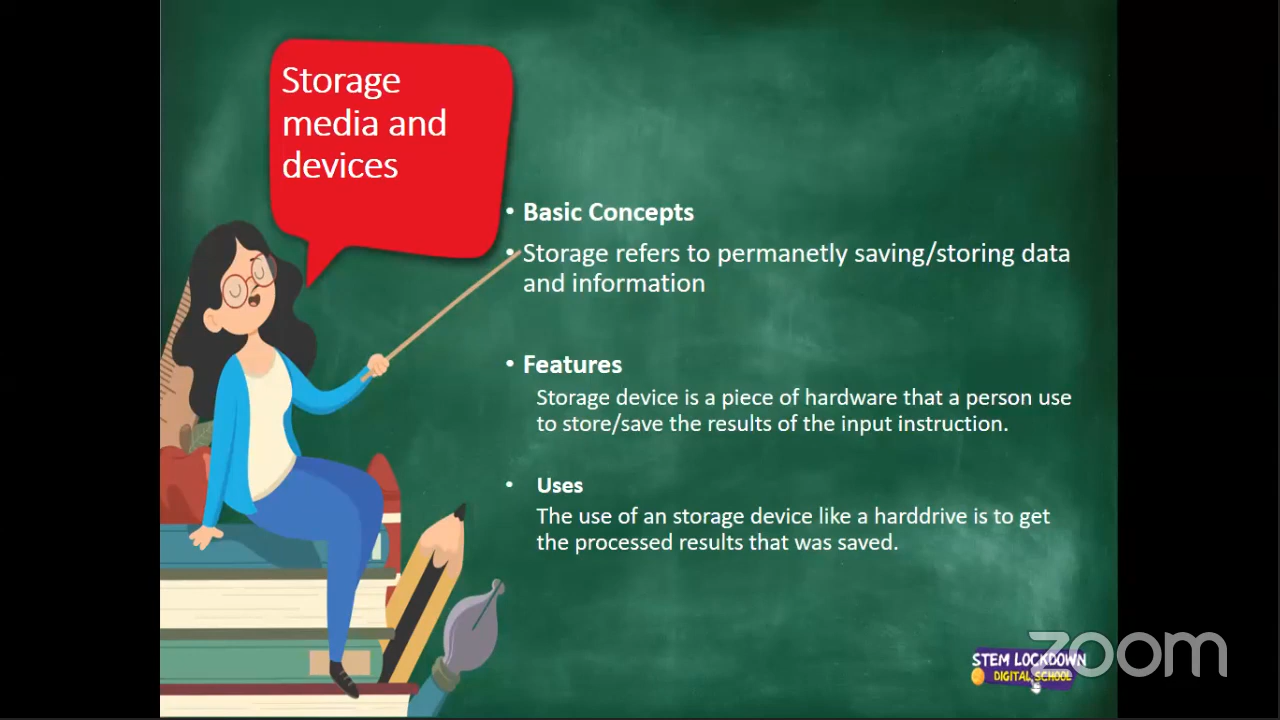 Storage
media and
devices
• Basic Concepts
• Storage refers to permanetly saving/storing data
and information
• Features
Storage device is a piece of hardware that a person use
to store/save the results of the input instruction.
• Uses
The use of an storage device like a harddrive is to get
the processed results that was saved.
STEM LOCKDOWN
DIGITAL SCHOOL
zoom